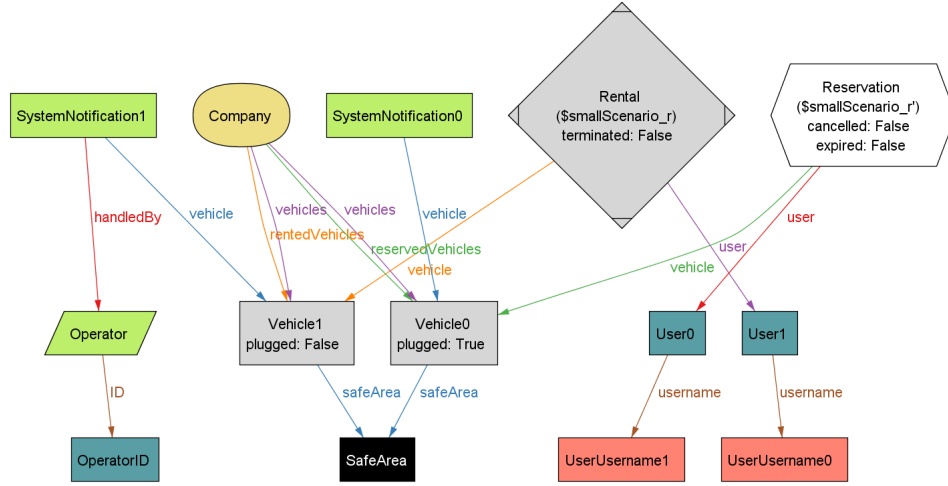 SystemNotification1
Company
SystemNotification0
Rental
($smallScenario_r)
terminated: False
Reservation
($smallScenario_r')
cancelled: False
expired: False
handledBy
vehicle
vehicles
vehicles
vehicle
rentedVehicles
reservedVehicles
vehicle
user
user
vehicle
Operator
Vehicle1
plugged: False
Vehicle0
plugged: True
User0
User1
ID
safeArea
safeArea
username
username
OperatorID
SafeArea
UserUsername1
UserUsername0